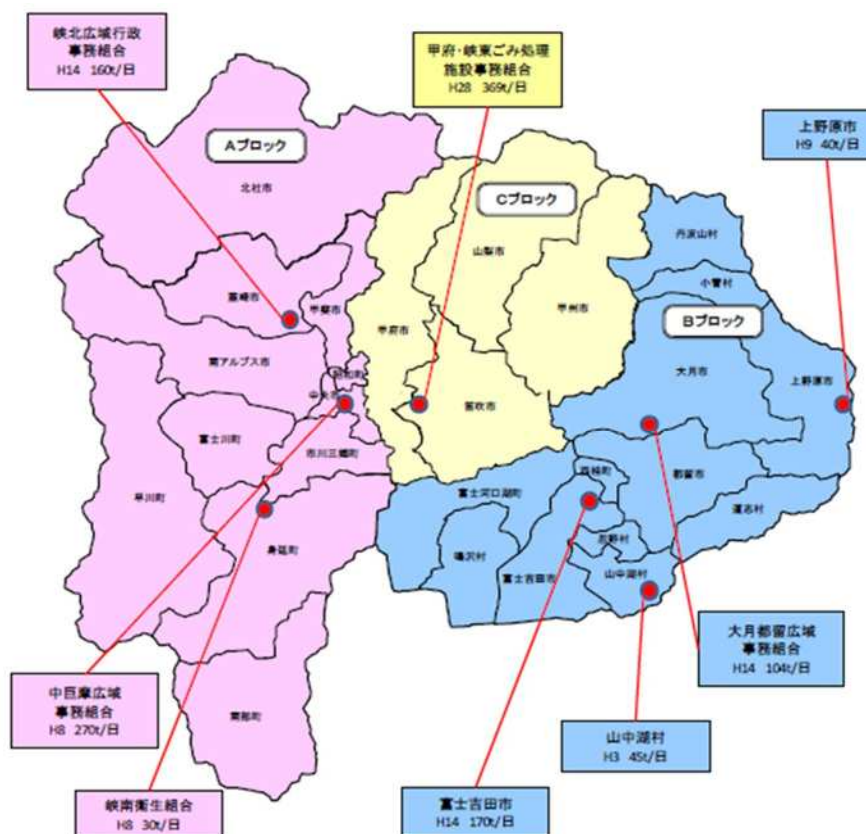 峡北広域行政
事務組合
H14 160t/日
甲府・峡東ごみ処理
施設事務組合
H28 369t/日
上野原市
H9 40t/日
Aブロック
北杜市
Cブロック
山梨市
丹波山村
小菅村
韮崎市
甲斐市
甲府市
甲州市
Bブロック
大月市
上野原市
南アルプス市
昭和町
中央市
笛吹市
富士川町
市川三郷町
早川町
富士河口湖町
西桂町
都留市
道志村
身延町
鳴沢村
忍野村
富士吉田市
山中湖村
南部町
大月都留広域
事務組合
H14 104t/日
中巨摩広域
事務組合
H8 270t/日
山中湖村
H3 45t/日
峡南衛生組合
H8 30t/日
富士吉田市
H14 170t/日